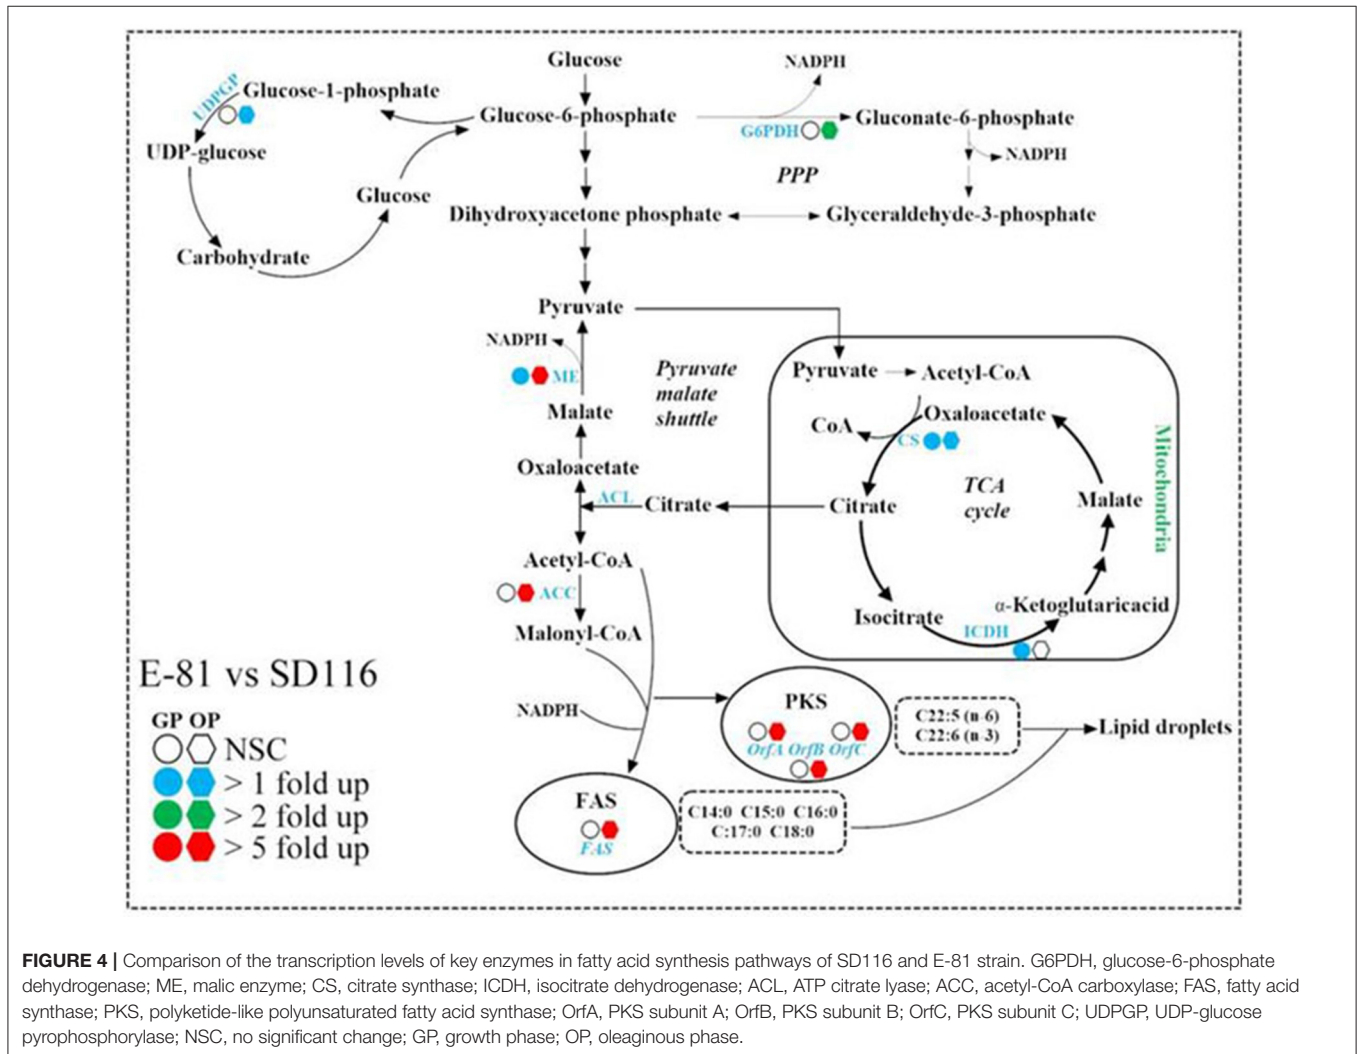 Glucose
NADPH
UDPGP
Glucose-1-phosphate
Glucose-6-phosphate
Gluconate-6-phosphate
G6PDH
UDP-glucose
NADPH
PPP
Glucose
Dihydroxyacetone phosphate
Glyceraldehyde-3-phosphate
Carbohydrate
Pyruvate
NADPH
ME
Pyruvate
malate
shuttle
Malate
Oxaloacetate
ACL
Citrate
Pyruvate
Acetyl-CoA
CoA
Oxaloacetate
CS
TCA
cycle
Citrate
Malate
Mitochondria
Isocitrate
α-Ketoglutaricacid
ICDH
Acetyl-CoA
ACC
Malonyl-CoA
NADPH
E-81 vs SD116
GP OP
NSC
> 1 fold up
> 2 fold up
> 5 fold up
PKS
OrfA OrfB OrfC
C22:5 (n-6)
C22:6 (n-3)
Lipid droplets
FAS
FAS
C14:0 C15:0 C16:0
C:17:0 C18:0
FIGURE 4 | Comparison of the transcription levels of key enzymes in fatty acid synthesis pathways of SD116 and E-81 strain. G6PDH, glucose-6-phosphate
dehydrogenase; ME, malic enzyme; CS, citrate synthase; ICDH, isocitrate dehydrogenase; ACL, ATP citrate lyase; ACC, acetyl-CoA carboxylase; FAS, fatty acid
synthase; PKS, polyketide-like polyunsaturated fatty acid synthase; OrfA, PKS subunit A; OrfB, PKS subunit B; OrfC, PKS subunit C; UDPGP, UDP-glucose
pyrophosphorylase; NSC, no significant change; GP, growth phase; OP, oleaginous phase.